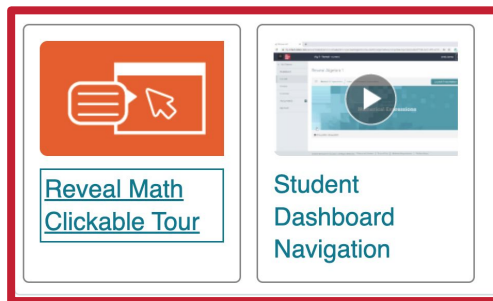 Reveal Math
Clickable Tour
Student
Dashboard
Navigation